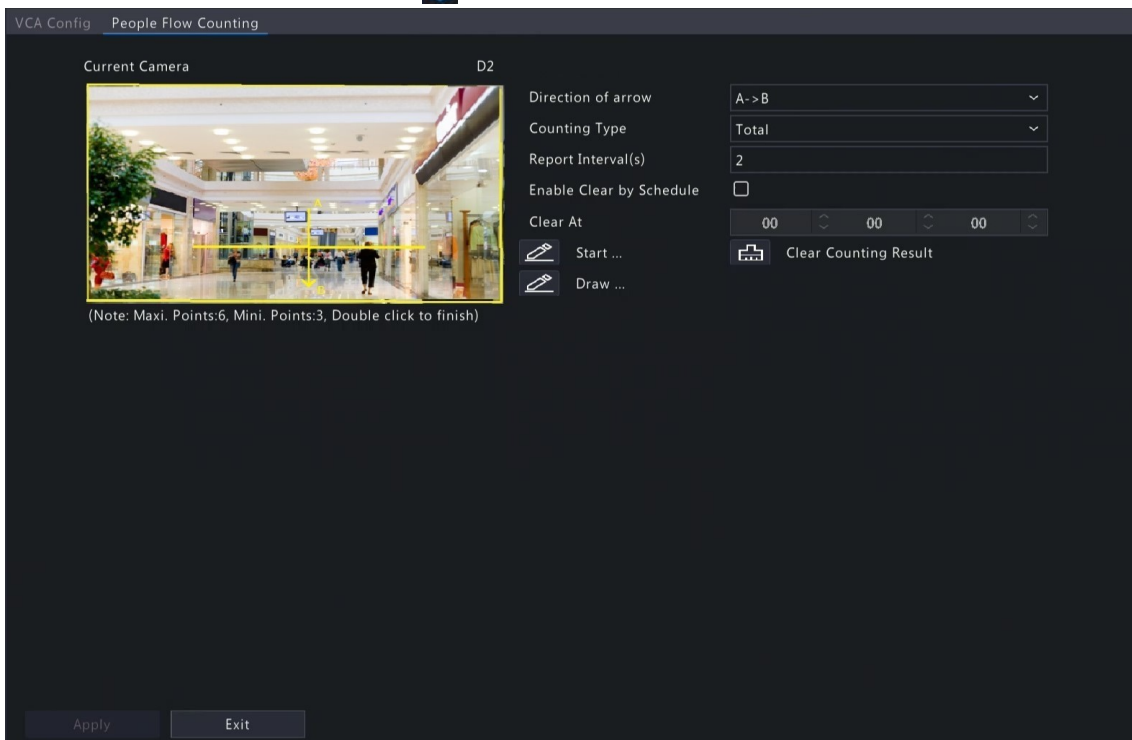 VCA Config People Flow Counting
Current Camera D2
Direction of arrow A->B
Counting Type Total
Report Interval(s) 2
Enable Clear by Schedule
Clear At 00 00 00
Start ... Clear Counting Result
Draw ...
A
B
(Note: Maxi. Points:6, Mini. Points:3, Double click to finish)
Apply Exit